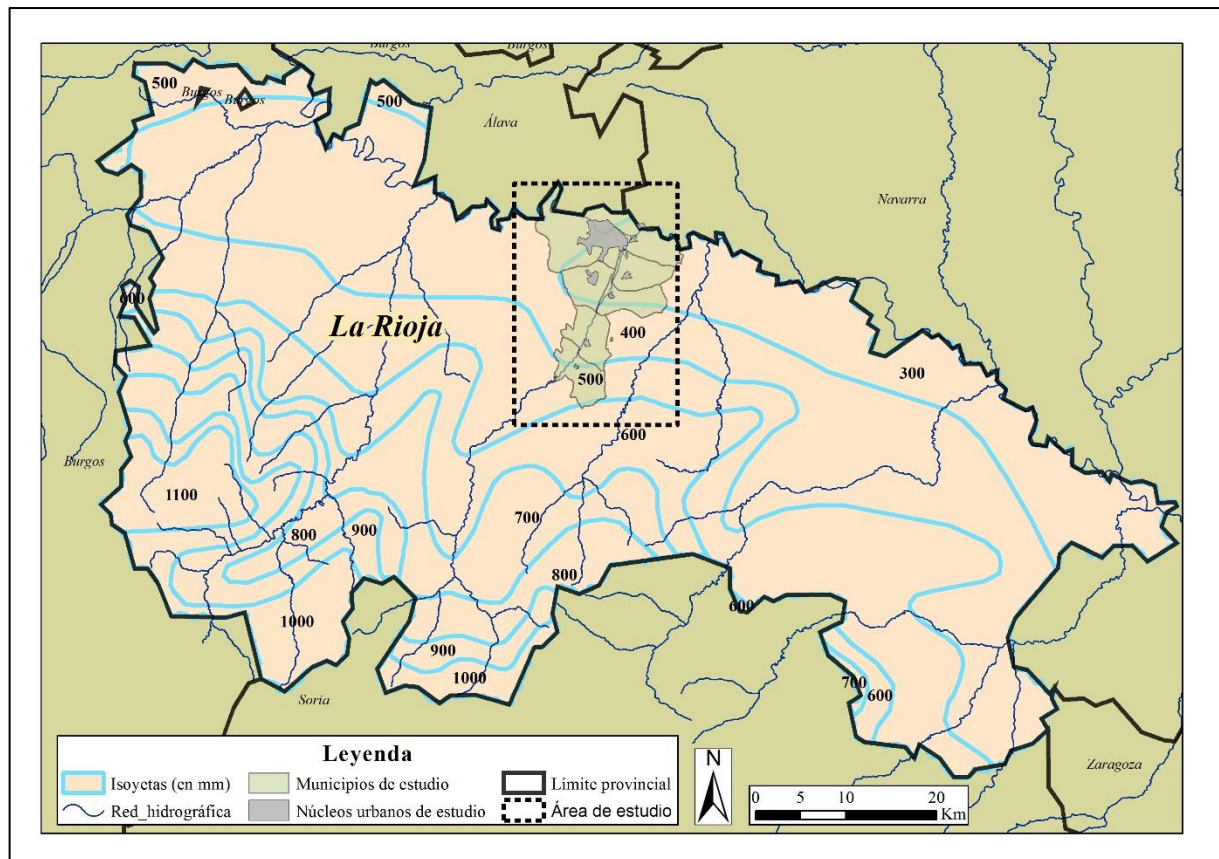 Burgos
Burgos
500
Burgos
Burgos
500
Álava
Navarra
600
La Rioja
400
300
500
600
Burgos
1100
800
900
700
800
1000
600
900
1000
700
600
Soria
Zaragoza
Leyenda
Isoyetas (en mm)
Municipios de estudio
Límite provincial
Red_hidrográfica
Núcleos urbanos de estudio
Área de estudio
N
0 5 10 20
Km